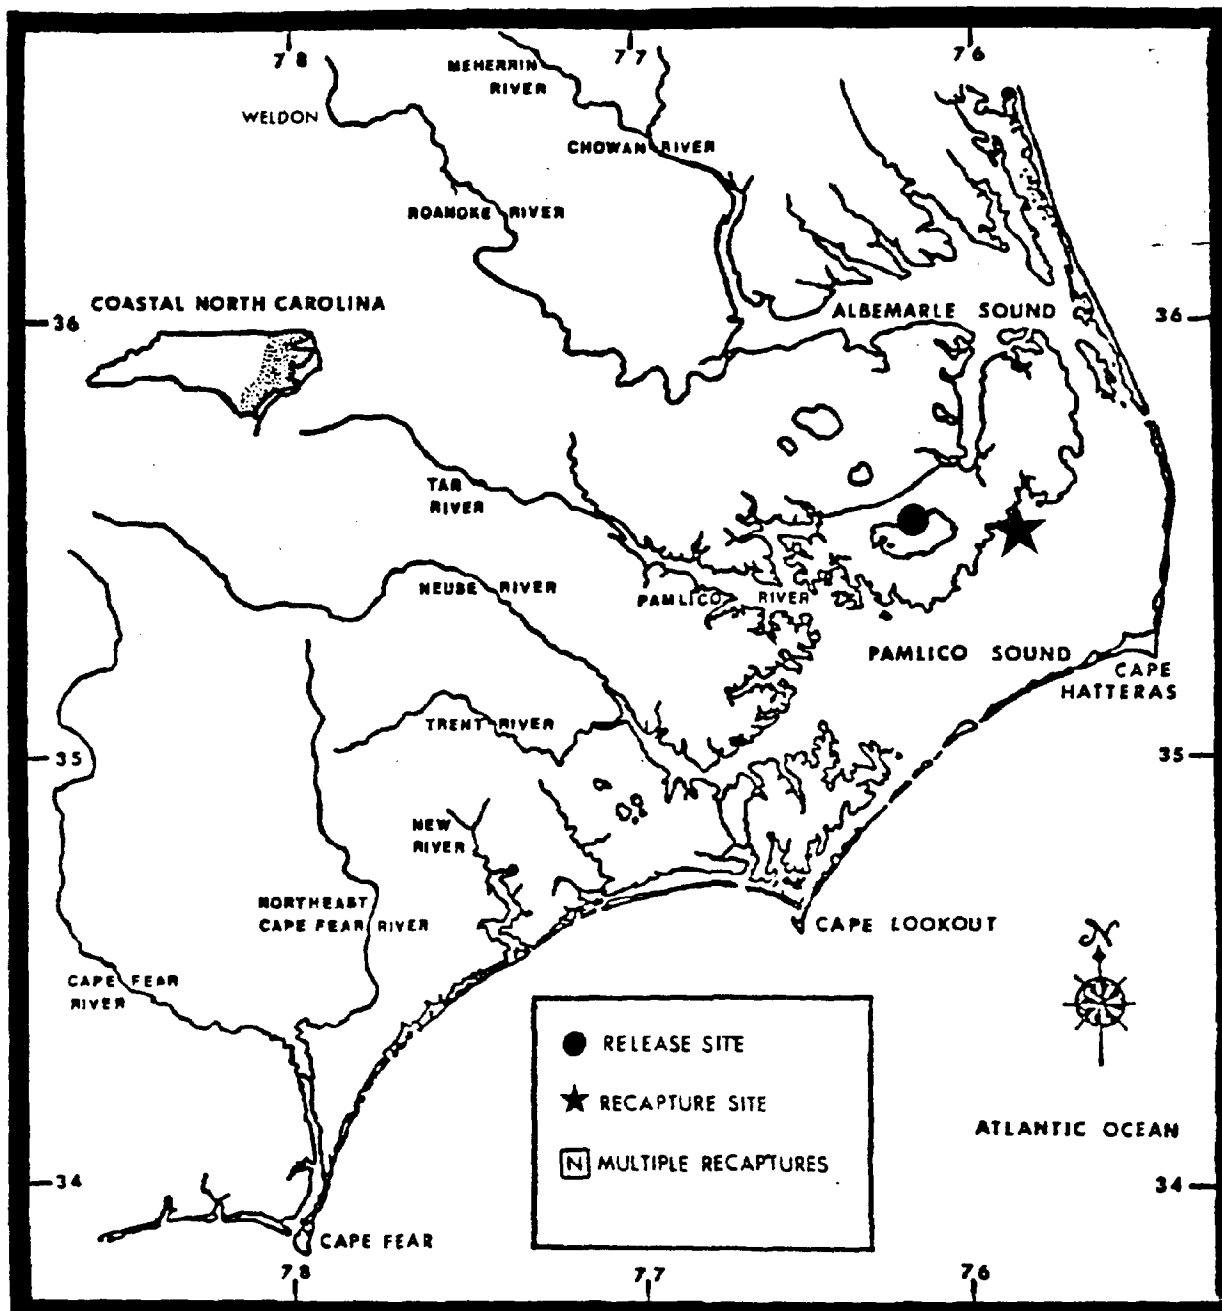 78
77
76
MEHERRIN
RIVER
WELDON
CHOWAN RIVER
ROANOKE RIVER
COASTAL NORTH CAROLINA
ALBEMARLE SOUND
36
36
TAR
RIVER
NEUSE RIVER
PAMLICO RIVER
PAMLICO SOUND
CAPE
HATTERAS
TRENT RIVER
35
35
NEW
RIVER
NORTHEAST
CAPE FEAR RIVER
CAPE LOOKOUT
N
CAPE FEAR
RIVER
RELEASE SITE
RECAPTURE SITE
N MULTIPLE RECAPTURES
ATLANTIC OCEAN
34
34
CAPE FEAR
78
77
76